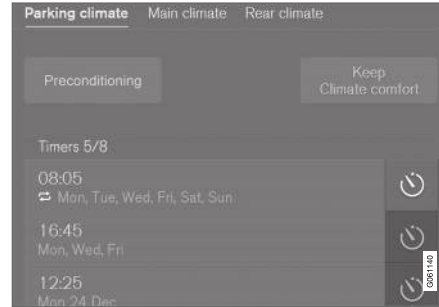 Parking climate Main climate Rear climate
Preconditioning
Keep
Climate comfort
Timers 5/8
08:05
Mon, Tue, Wed, Fri, Sat, Sun
16:45
Mon, Wed, Fri
12:25
Mon 24 Dec
G061140